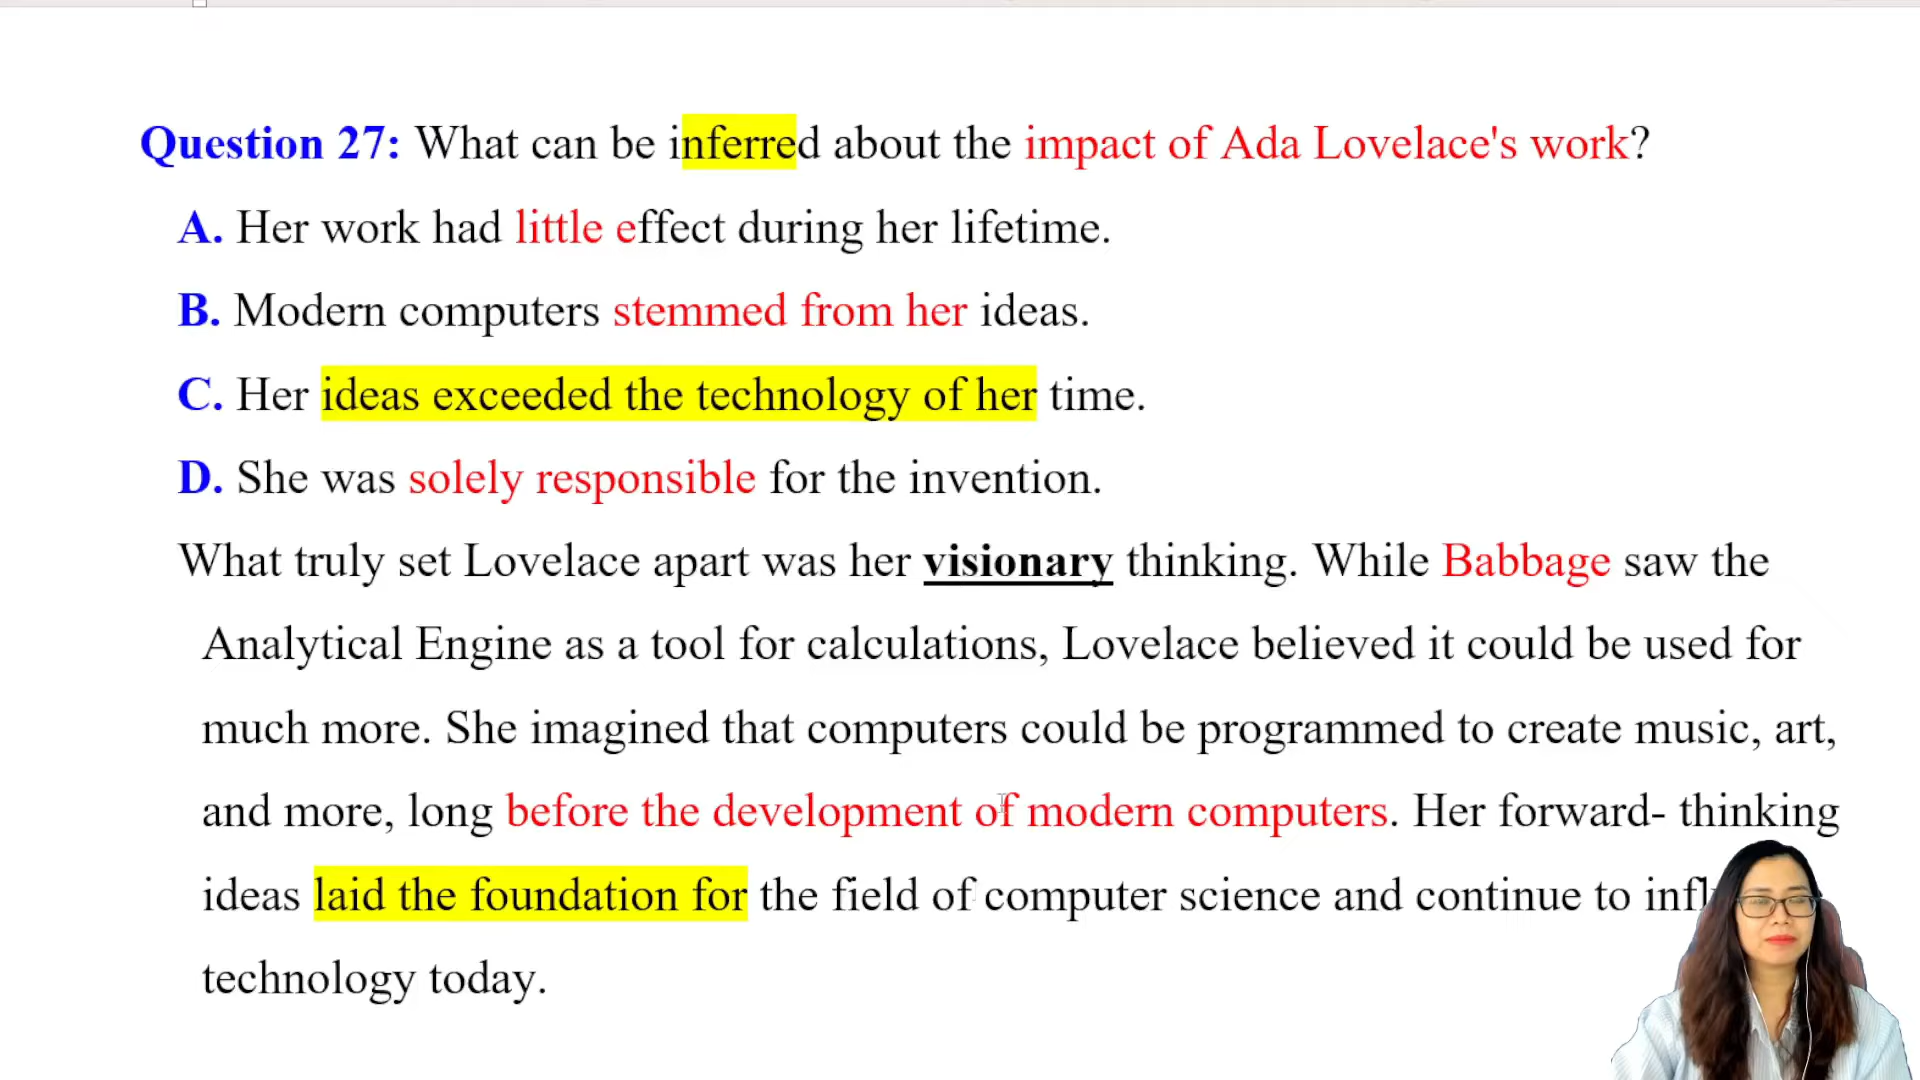 Question 27: What can be inferred about the impact of Ada Lovelace's work?
A. Her work had little effect during her lifetime.
B. Modern computers stemmed from her ideas.
C. Her ideas exceeded the technology of her time.
D. She was solely responsible for the invention.
What truly set Lovelace apart was her visionary thinking. While Babbage saw the
Analytical Engine as a tool for calculations, Lovelace believed it could be used for
much more. She imagined that computers could be programmed to create music, art,
and more, long before the development of modern computers. Her forward- thinking
ideas laid the foundation for the field of computer science and continue to
technology today.